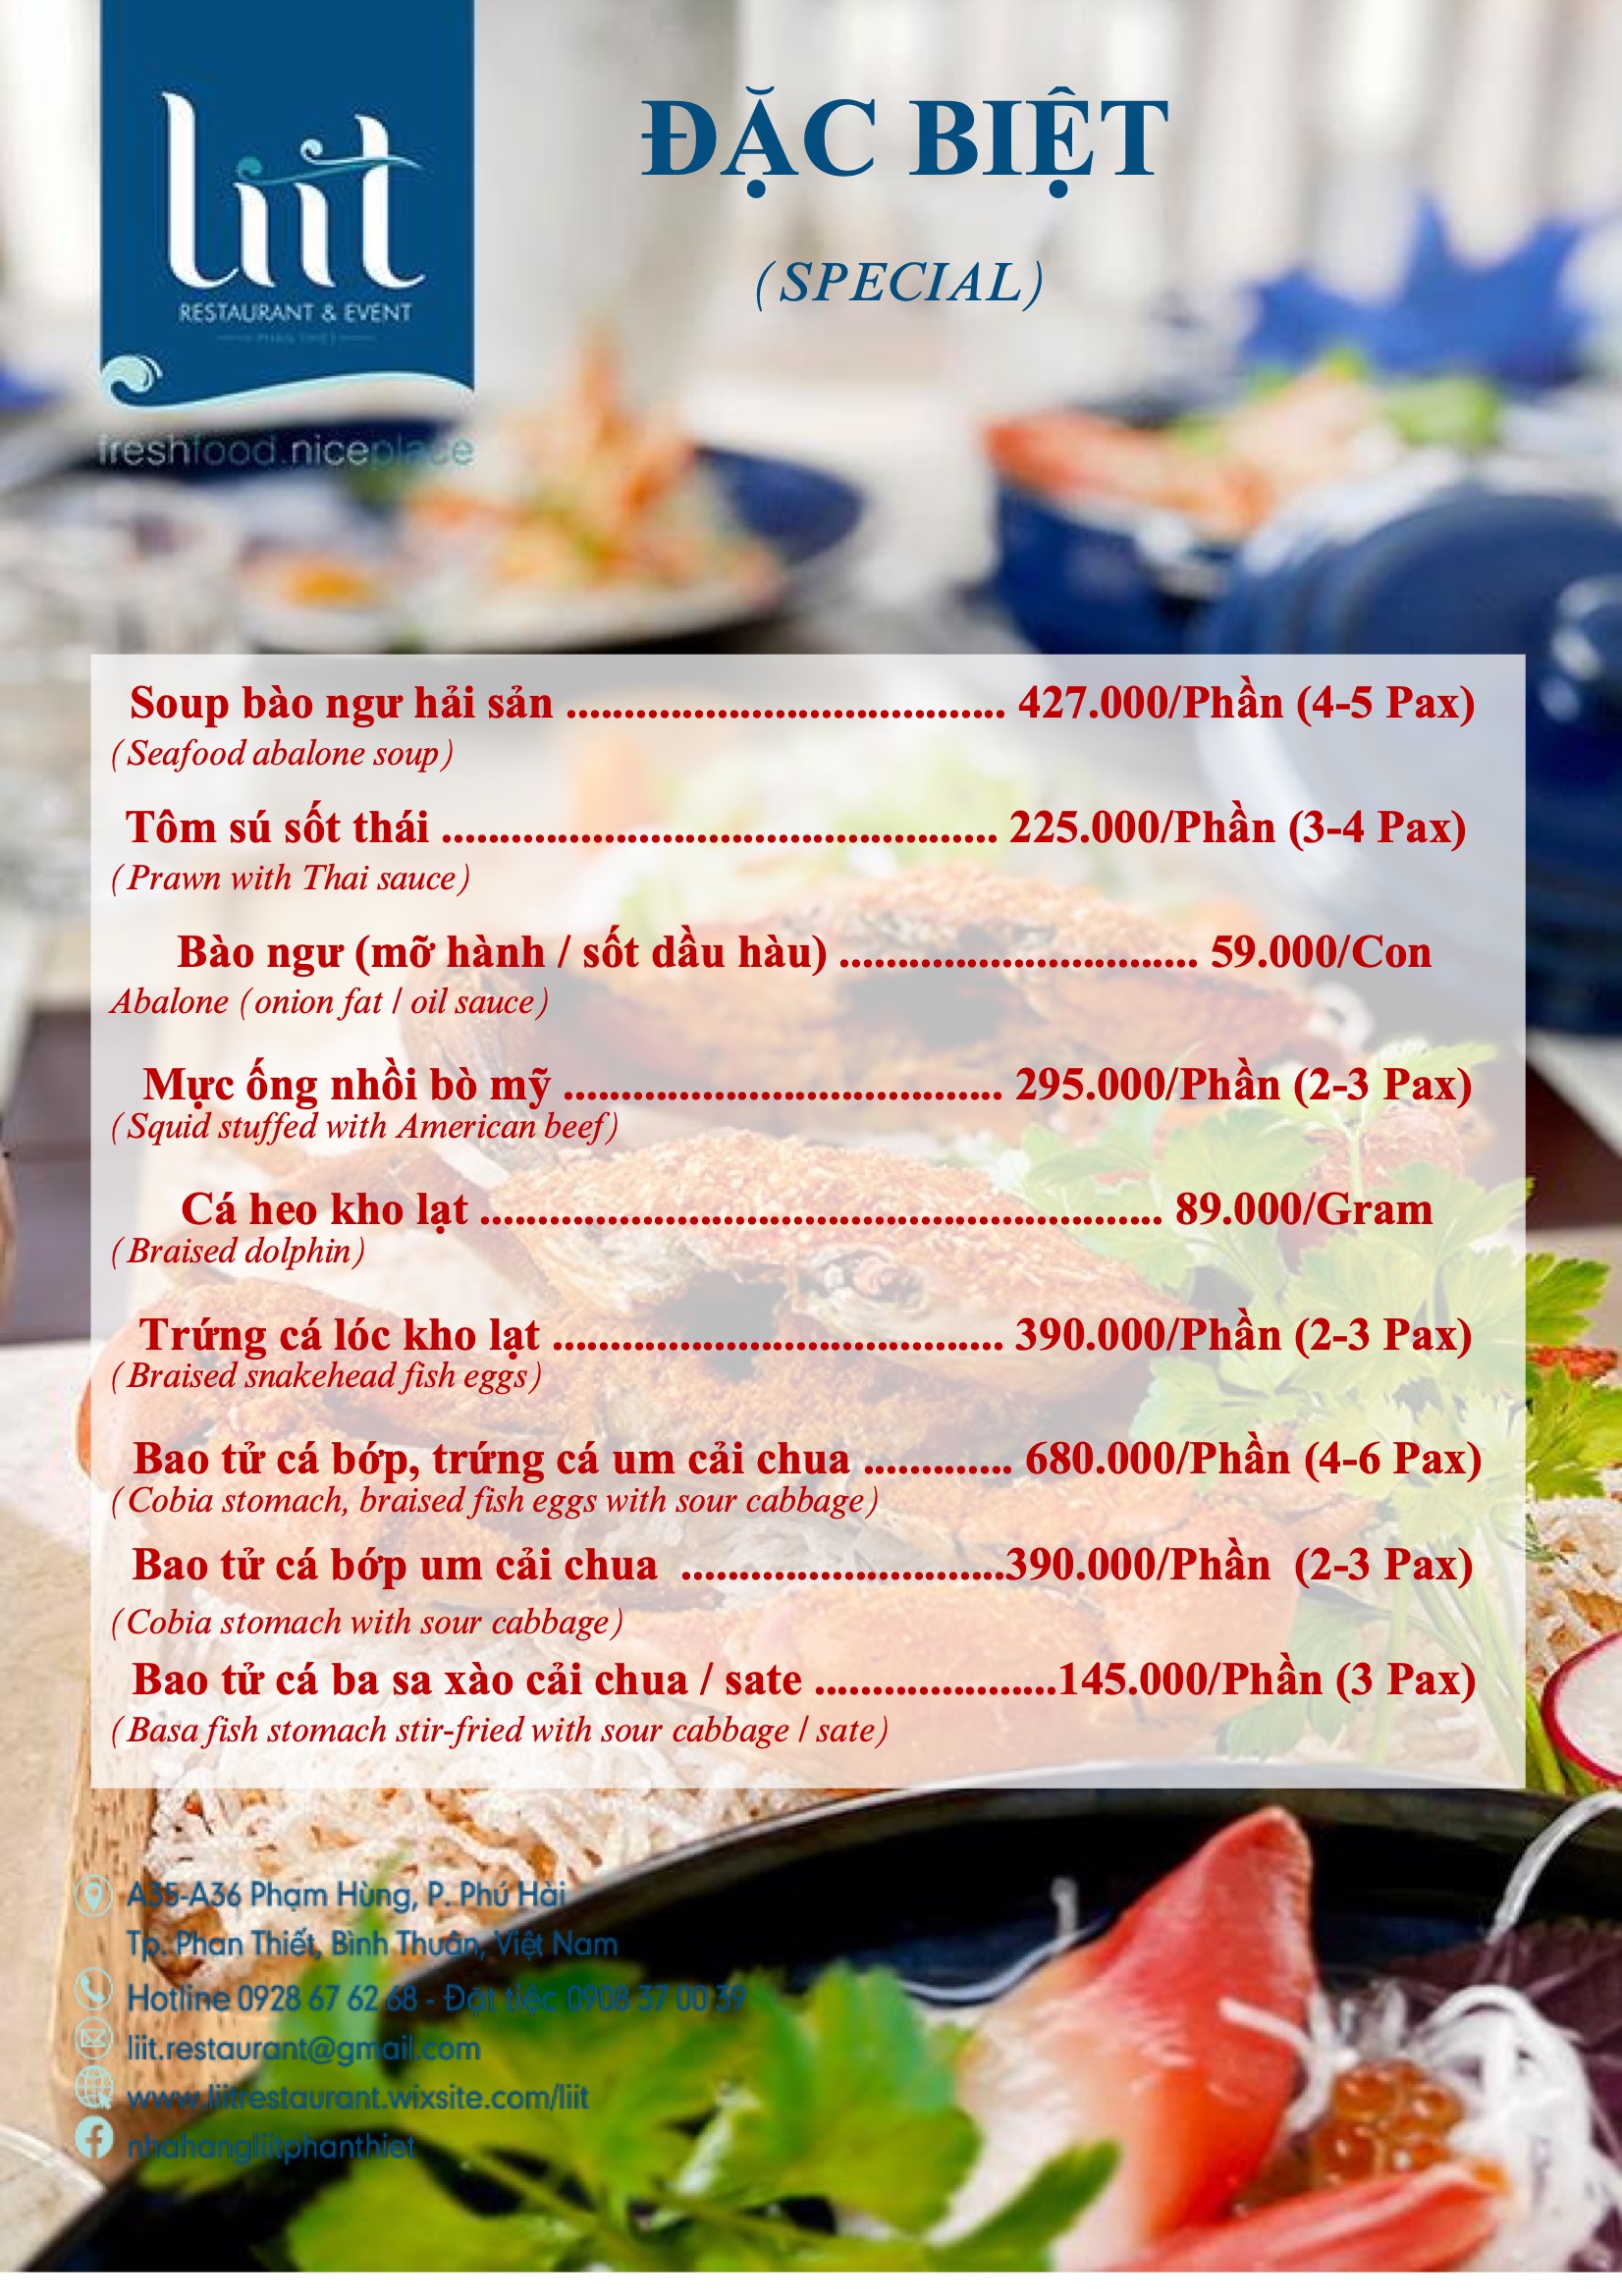 liit
RESTAURANT & EVENT
PHAN THIET
freshfood.niceplace
ĐẶC BIỆT
(SPECIAL)
Soup bào ngư hải sản ...................................... 427.000/Phần (4-5 Pax)
(Seafood abalone soup)
Tôm sú sốt thái ................................................ 225.000/Phần (3-4 Pax)
(Prawn with Thai sauce)
Bào ngư (mỡ hành / sốt dầu hàu) ............................... 59.000/Con
Abalone (onion fat / oil sauce)
Mực ống nhồi bò mỹ ...................................... 295.000/Phần (2-3 Pax)
(Squid stuffed with American beef)
Cá heo kho lạt ........................................................... 89.000/Gram
(Braised dolphin)
Trứng cá lóc kho lạt ....................................... 390.000/Phần (2-3 Pax)
(Braised snakehead fish eggs)
Bao tử cá bớp, trứng cá um cải chua ............. 680.000/Phần (4-6 Pax)
(Cobia stomach, braised fish eggs with sour cabbage)
Bao tử cá bớp um cải chua ............................390.000/Phần (2-3 Pax)
(Cobia stomach with sour cabbage)
Bao tử cá ba sa xào cải chua / sate .....................145.000/Phần (3 Pax)
(Basa fish stomach stir-fried with sour cabbage / sate)
A35-A36 Phạm Hùng, P. Phú Hài
Tp. Phan Thiết, Bình Thuận, Việt Nam
Hotline 0928 67 62 68 - Đặt tiệc 0908 37 00 39
liit.restaurant@gmail.com
www.liitrestaurant.wixsite.com/liit
nhahangliitphanthiet